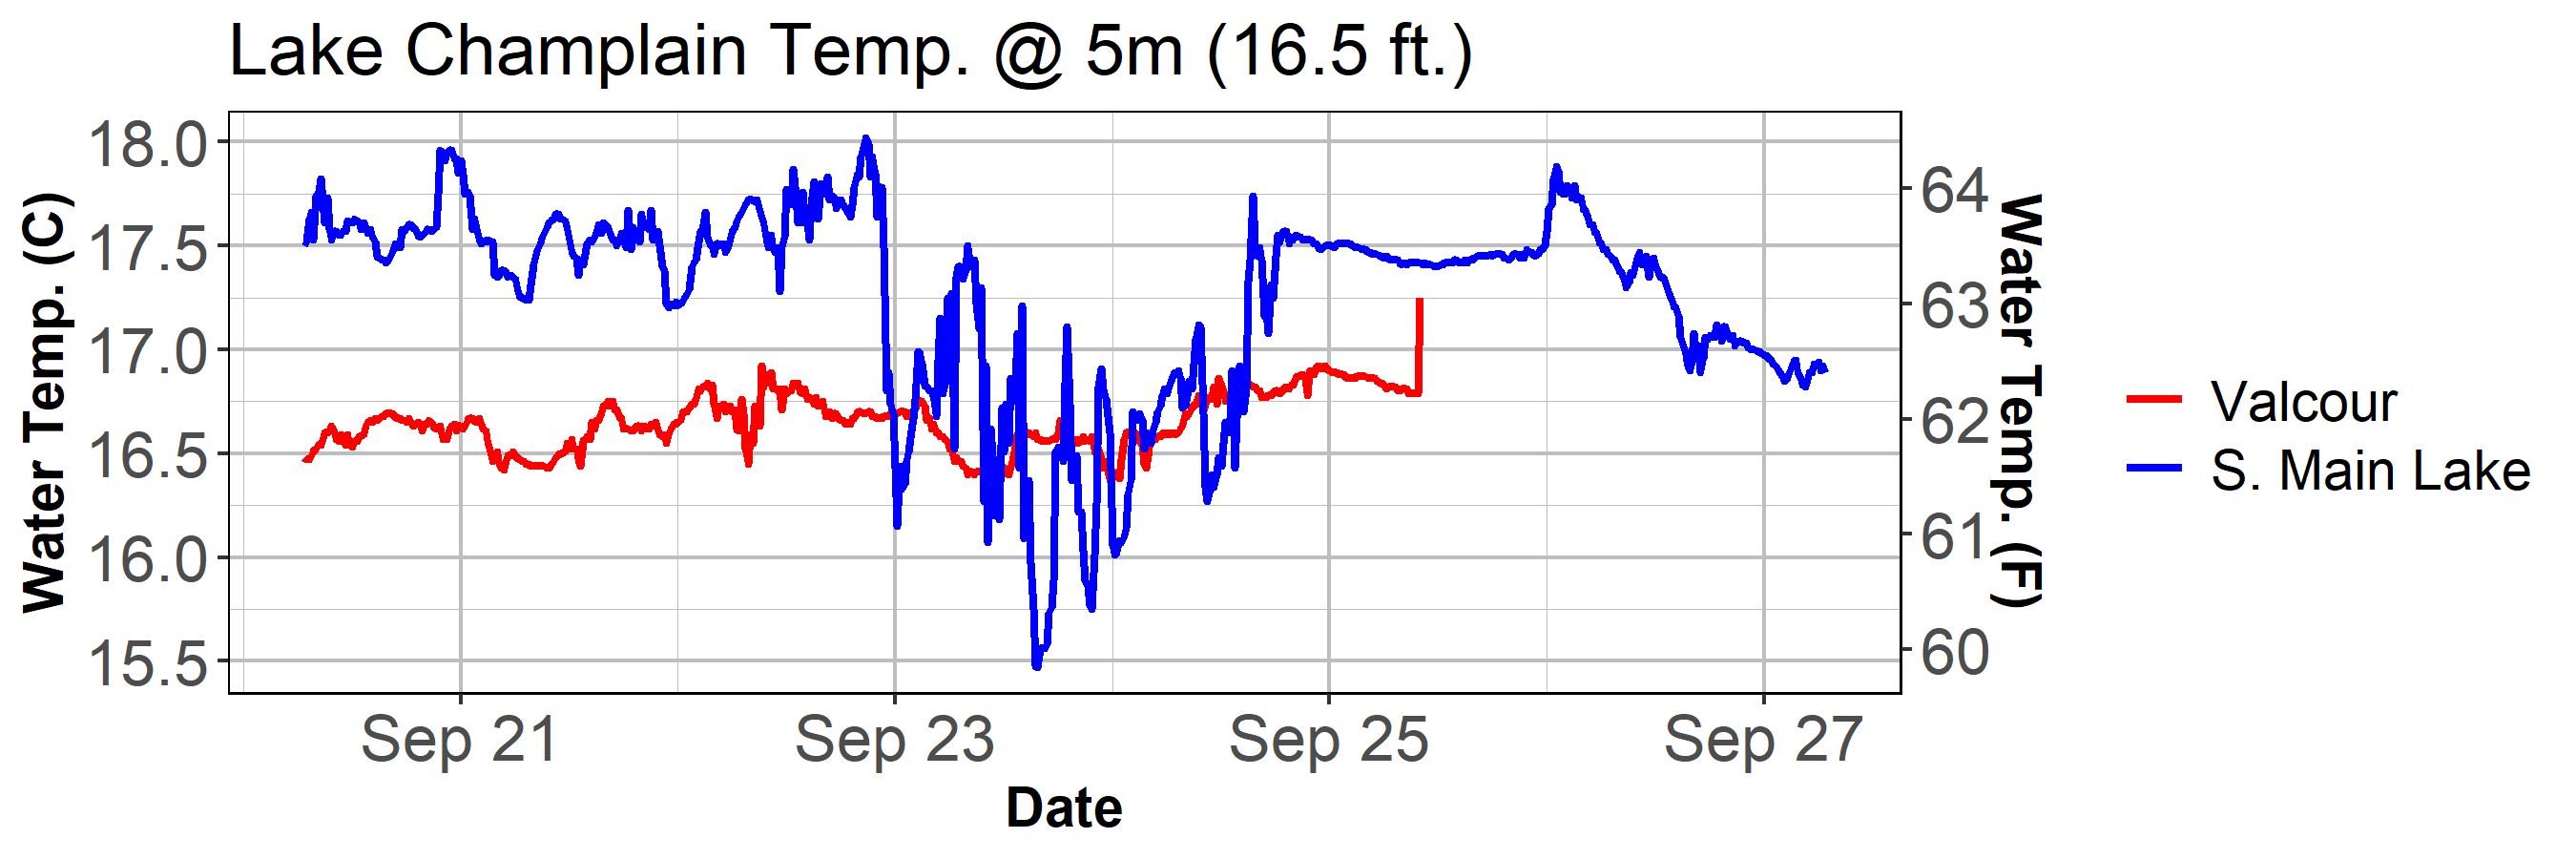 Lake Champlain Temp. @ 5m (16.5 ft.)
Water Temp. (C)
18.0
17.5
17.0
16.5
16.0
15.5
64
63
62
61
60
Water Temp. (F)
Sep 21
Sep 23
Sep 25
Sep 27
Date
Valcour
S. Main Lake